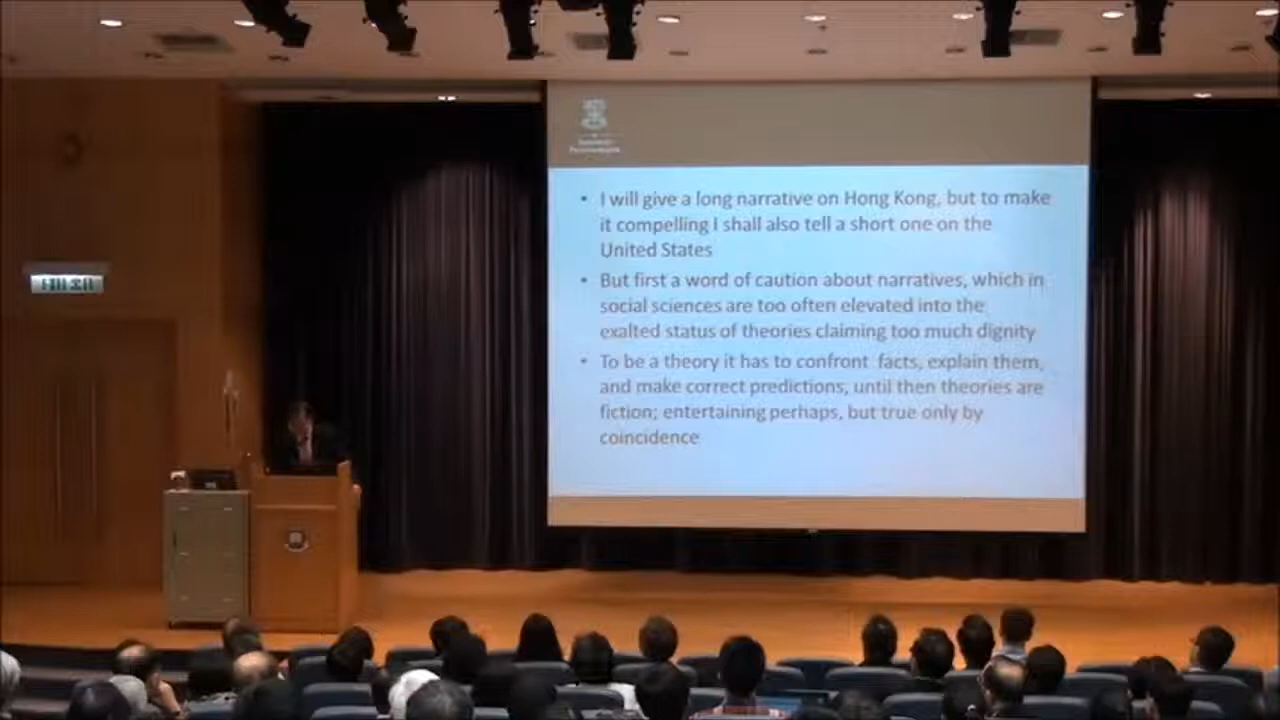 • I will give a long narrative on Hong Kong, but to make
it compelling I shall also tell a short one on the
United States
• But first a word of caution about narratives, which in
social sciences are too often elevated into the
exalted status of theories claiming too much dignity
• To be a theory it has to confront facts, explain them,
and make correct predictions, until then theories are
fiction; entertaining perhaps, but true only by
coincidence